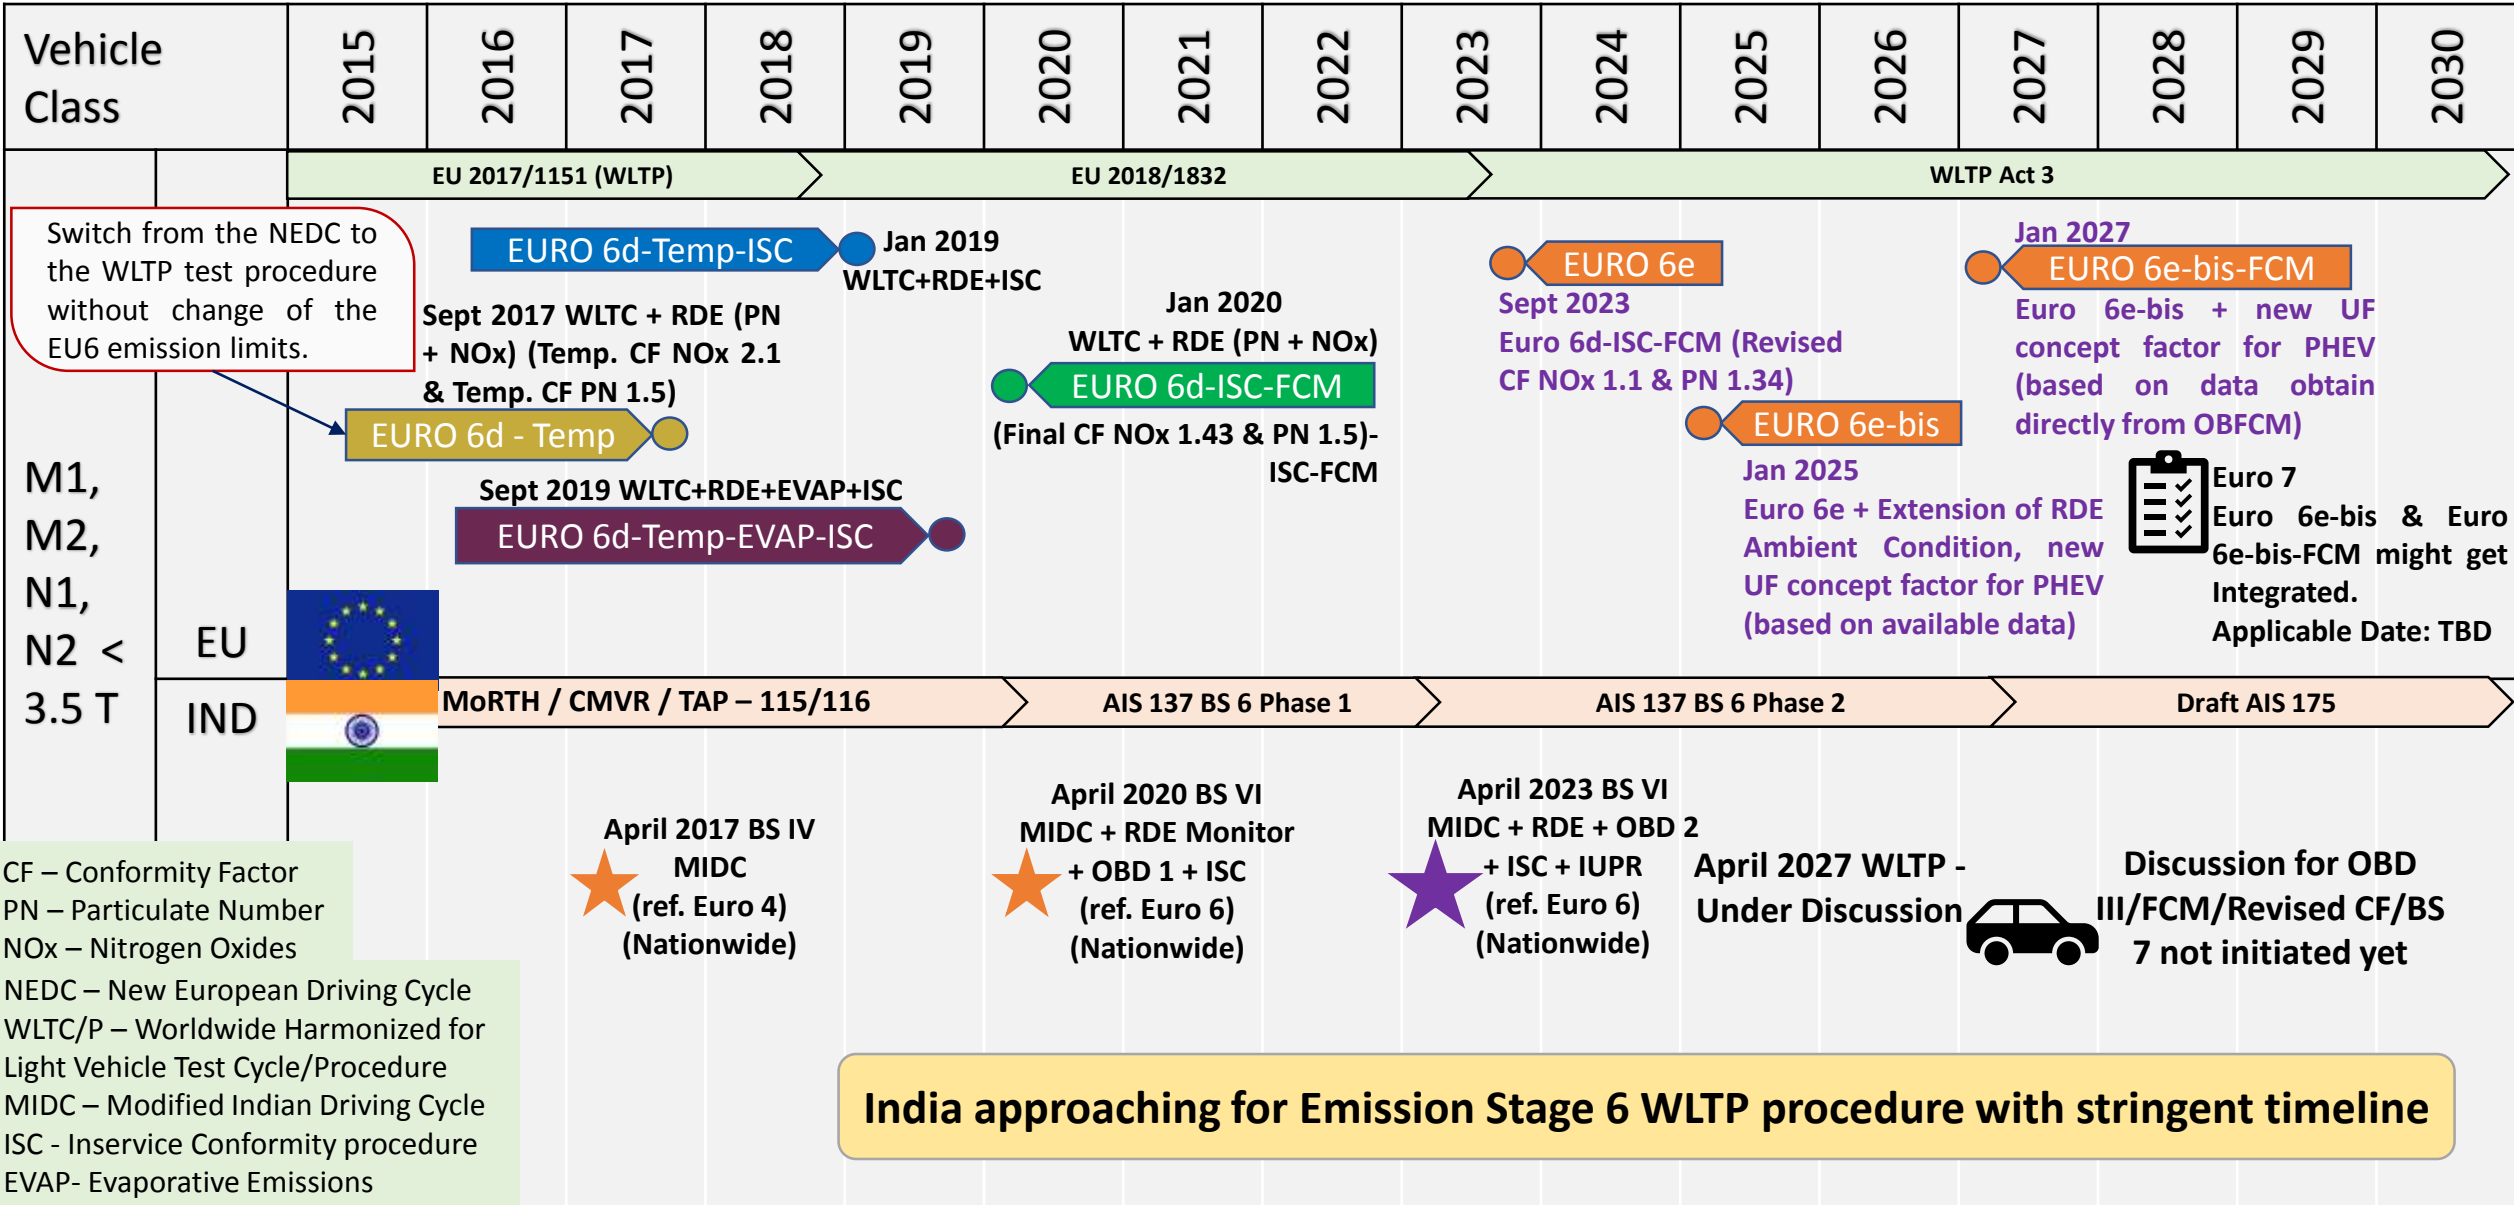 Vehicle
Class
2015
2016
2017
2018
2019
2020
2021
2022
2023
2024
2025
2026
2027
2028
2029
2030
EU 2017/1151 (WLTP)
EU 2018/1832
WLTP Act 3
Switch from the NEDC to
the WLTP test procedure
without change of the
EU6 emission limits.
EURO 6d-Temp-ISC
Jan 2019
WLTC+RDE+ISC
Sept 2017 WLTC + RDE (PN
+ NOx) (Temp. CF NOx 2.1
& Temp. CF PN 1.5)
EURO 6d - Temp
Sept 2019 WLTC+RDE+EVAP+ISC
EURO 6d-Temp-EVAP-ISC
Jan 2020
WLTC + RDE (PN + NOx)
EURO 6d-ISC-FCM
(Final CF NOx 1.43 & PN 1.5)-
ISC-FCM
EURO 6e
Sept 2023
Euro 6d-ISC-FCM (Revised
CF NOx 1.1 & PN 1.34)
EURO 6e-bis
Jan 2025
Euro 6e + Extension of RDE
Ambient Condition, new
UF concept factor for PHEV
(based on available data)
Jan 2027
EURO 6e-bis-FCM
Euro 6e-bis + new UF
concept factor for PHEV
(based on data obtain
directly from OBFCM)
Euro 7
Euro 6e-bis & Euro
6e-bis-FCM might get
Integrated.
Applicable Date: TBD
M1,
M2,
N1,
N2 <
3.5 T
EU
IND
MoRTH / CMVR / TAP – 115/116
AIS 137 BS 6 Phase 1
AIS 137 BS 6 Phase 2
Draft AIS 175
April 2017 BS IV
MIDC
(ref. Euro 4)
(Nationwide)
April 2020 BS VI
MIDC + RDE Monitor
+ OBD 1 + ISC
(ref. Euro 6)
(Nationwide)
April 2023 BS VI
MIDC + RDE + OBD 2
+ ISC + IUPR
(ref. Euro 6)
(Nationwide)
April 2027 WLTP -
Under Discussion
Discussion for OBD
III/FCM/Revised CF/BS
7 not initiated yet
CF – Conformity Factor
PN – Particulate Number
NOx – Nitrogen Oxides
NEDC – New European Driving Cycle
WLTC/P – Worldwide Harmonized for
Light Vehicle Test Cycle/Procedure
MIDC – Modified Indian Driving Cycle
ISC - Inservice Conformity procedure
EVAP- Evaporative Emissions
India approaching for Emission Stage 6 WLTP procedure with stringent timeline